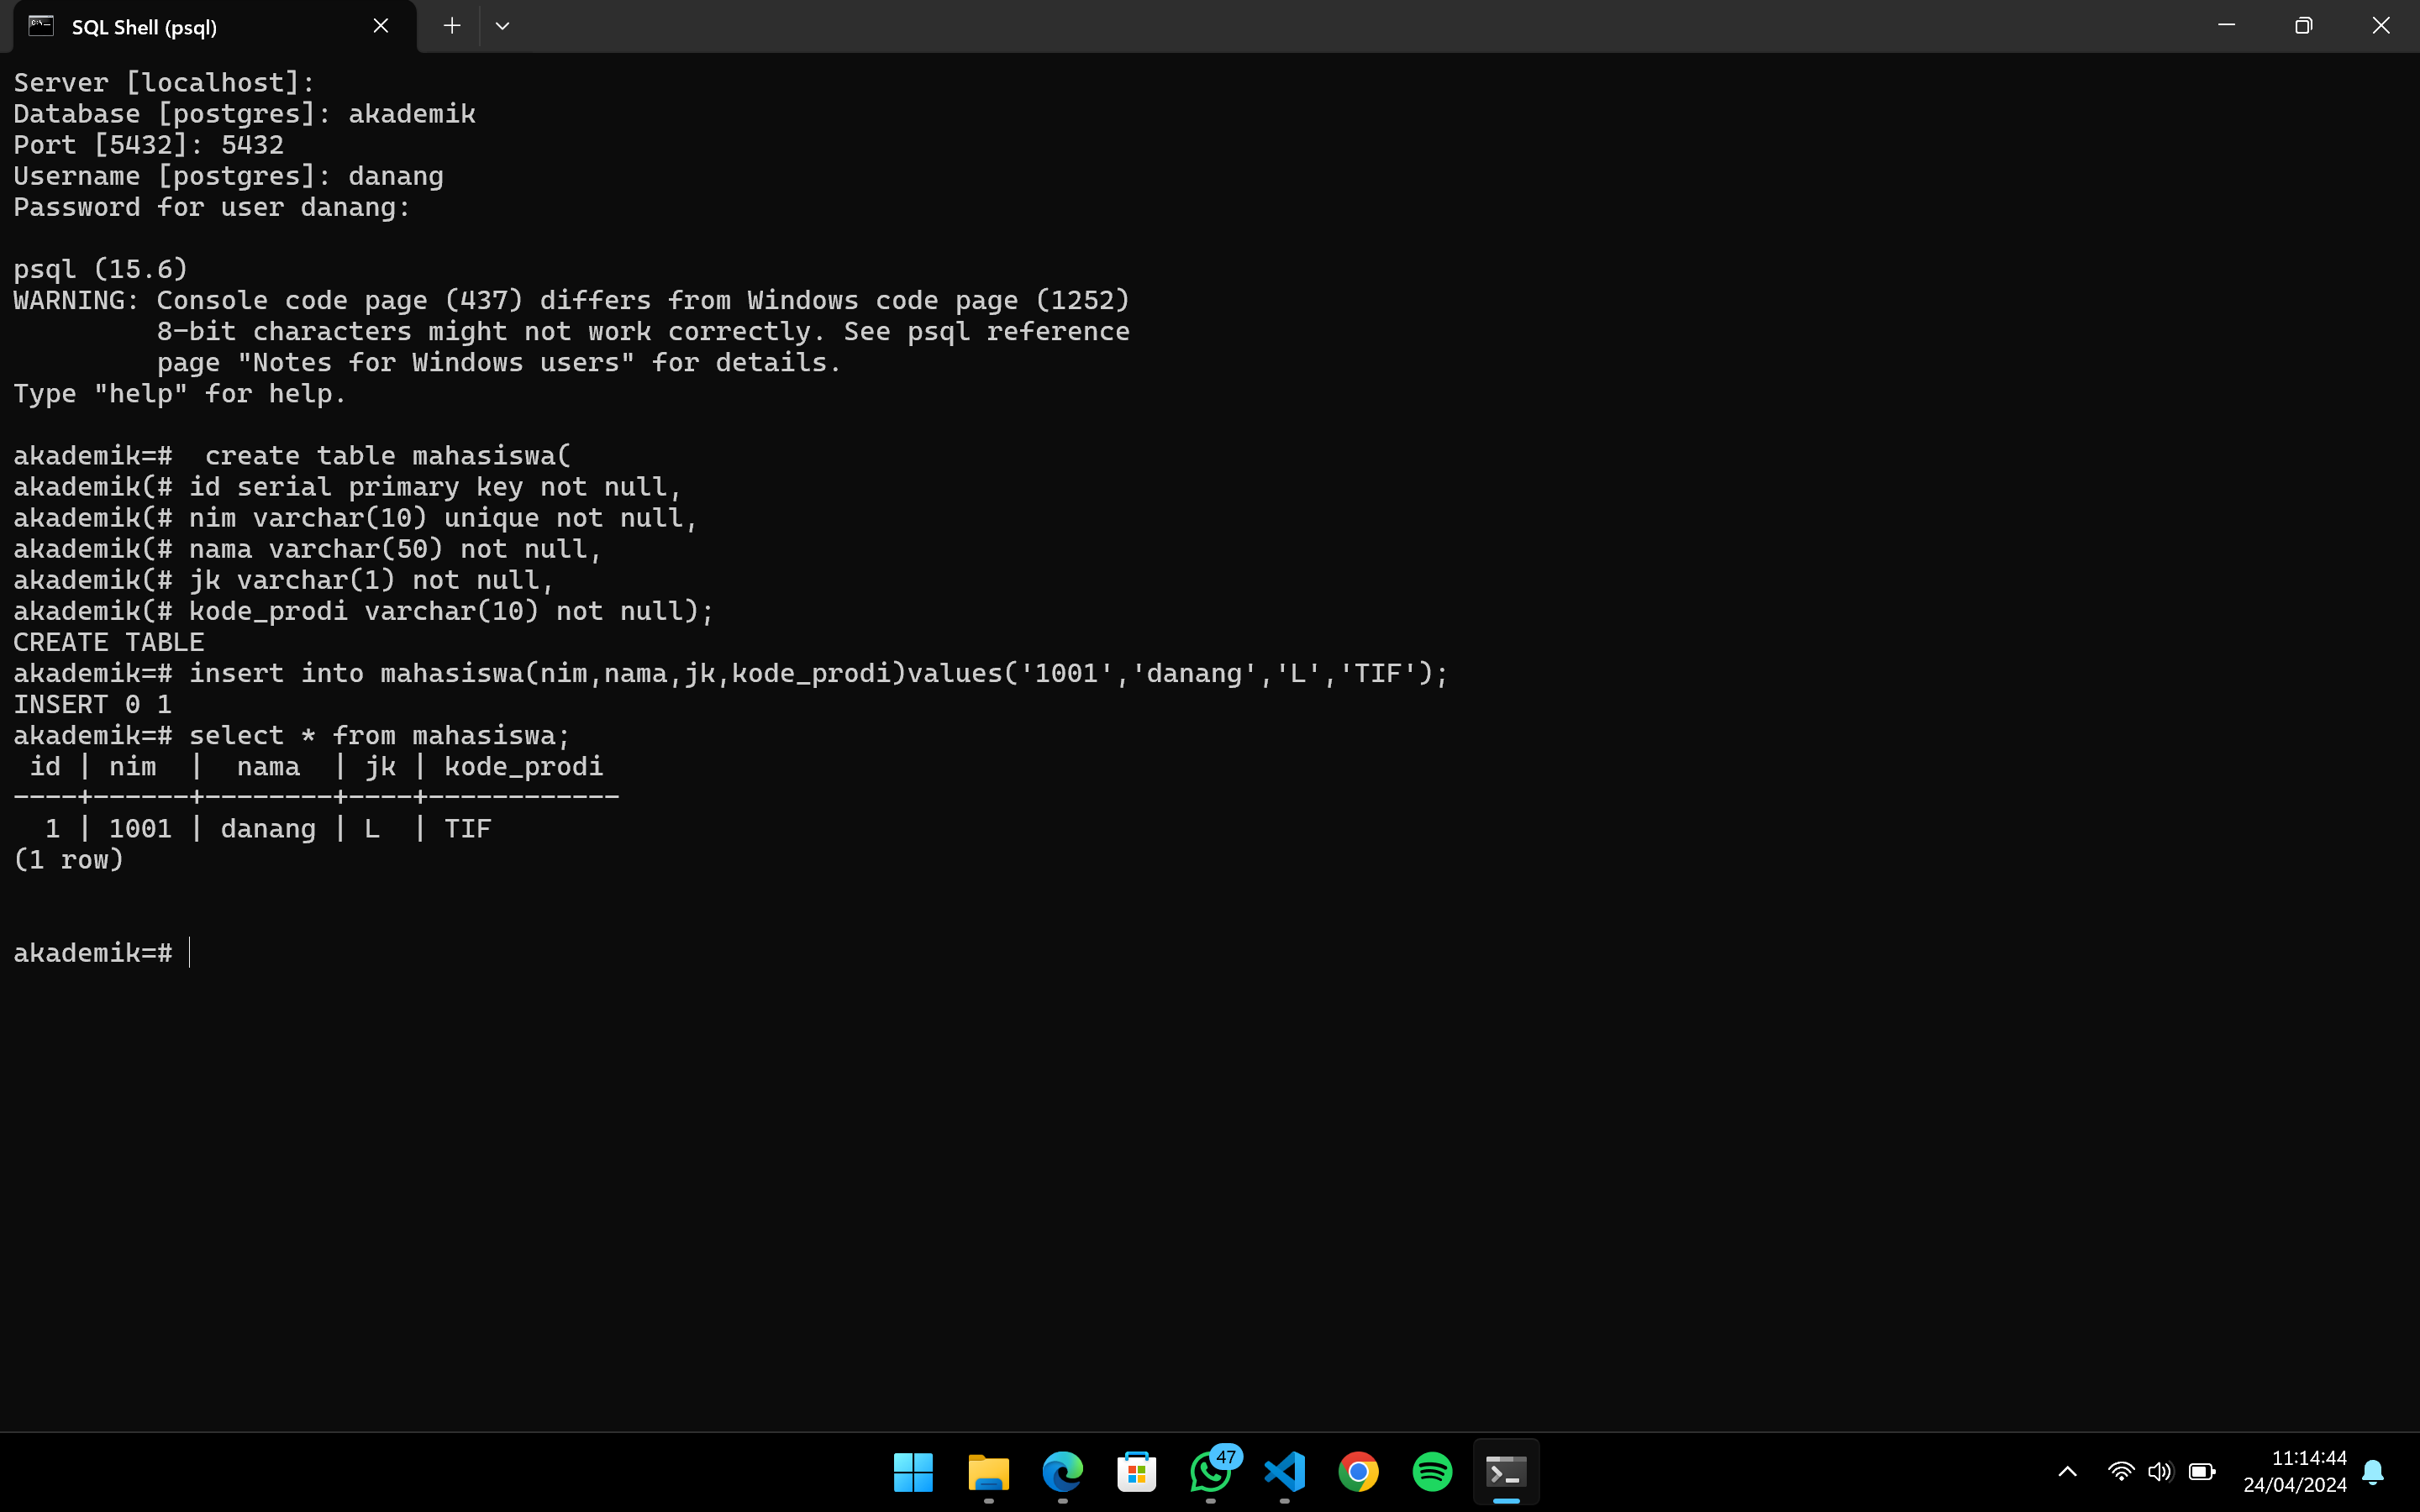 SQL Shell (psql)
Server [localhost]:
Database [postgres]: akademik
Port [5432]: 5432
Username [postgres]: danang
Password for user danang:
psql (15.6)
WARNING: Console code page (437) differs from Windows code page (1252)
         8-bit characters might not work correctly. See psql reference
         page "Notes for Windows users" for details.
Type "help" for help.
akademik=#  create table mahasiswa(
akademik(# id serial primary key not null,
akademik(# nim varchar(10) unique not null,
akademik(# nama varchar(50) not null,
akademik(# jk varchar(1) not null,
akademik(# kode_prodi varchar(10) not null);
CREATE TABLE
akademik=# insert into mahasiswa(nim,nama,jk,kode_prodi)values('1001','danang','L','TIF');
INSERT 0 1
akademik=# select * from mahasiswa;
 id | nim  |  nama  | jk | kode_prodi
----+------+--------+----+------------
  1 | 1001 | danang | L  | TIF
(1 row)
akademik=#
47
11:14:44
24/04/2024